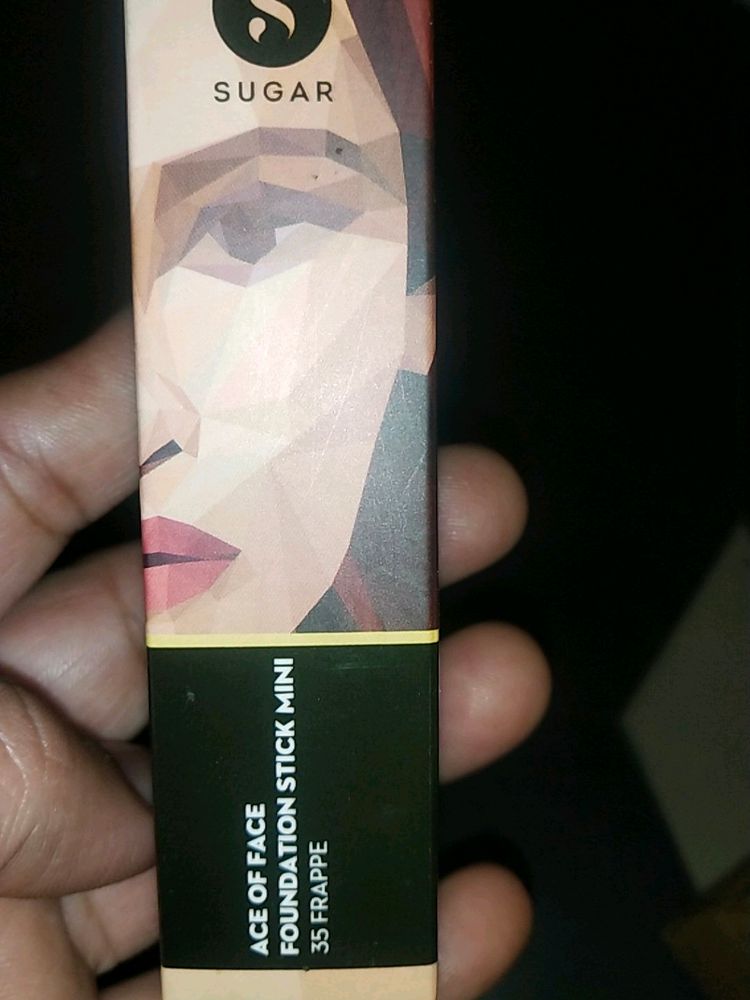 SUGAR
ACE OF FACE
FOUNDATION STICK MINI
35 FRAPPE